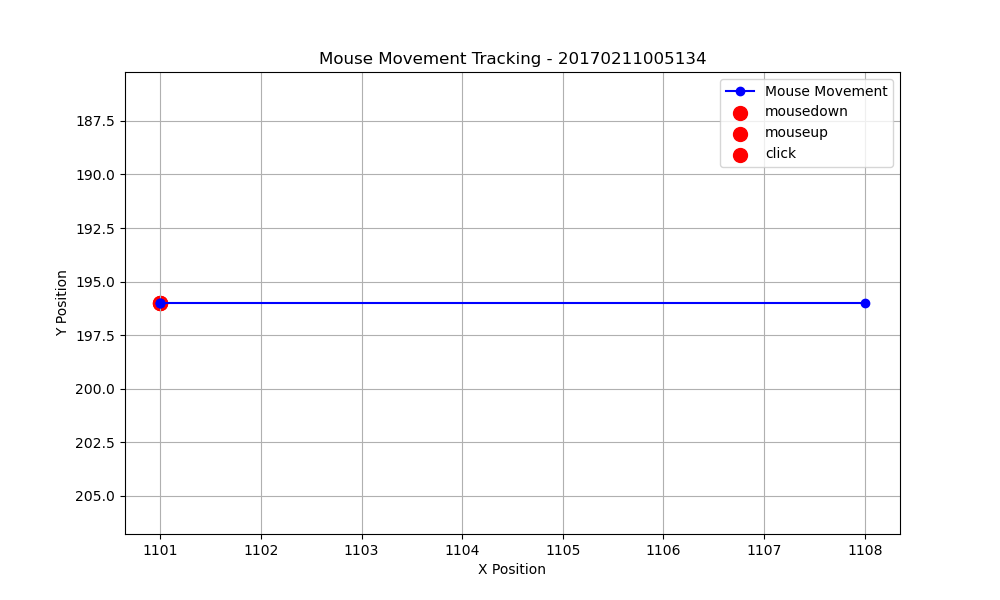 Mouse Movement Tracking - 20170211005134
Mouse Movement
mousedown
mouseup
click
187.5
190.0
192.5
195.0
197.5
200.0
202.5
205.0
Y Position
1101 1102 1103 1104 1105 1106 1107 1108
X Position